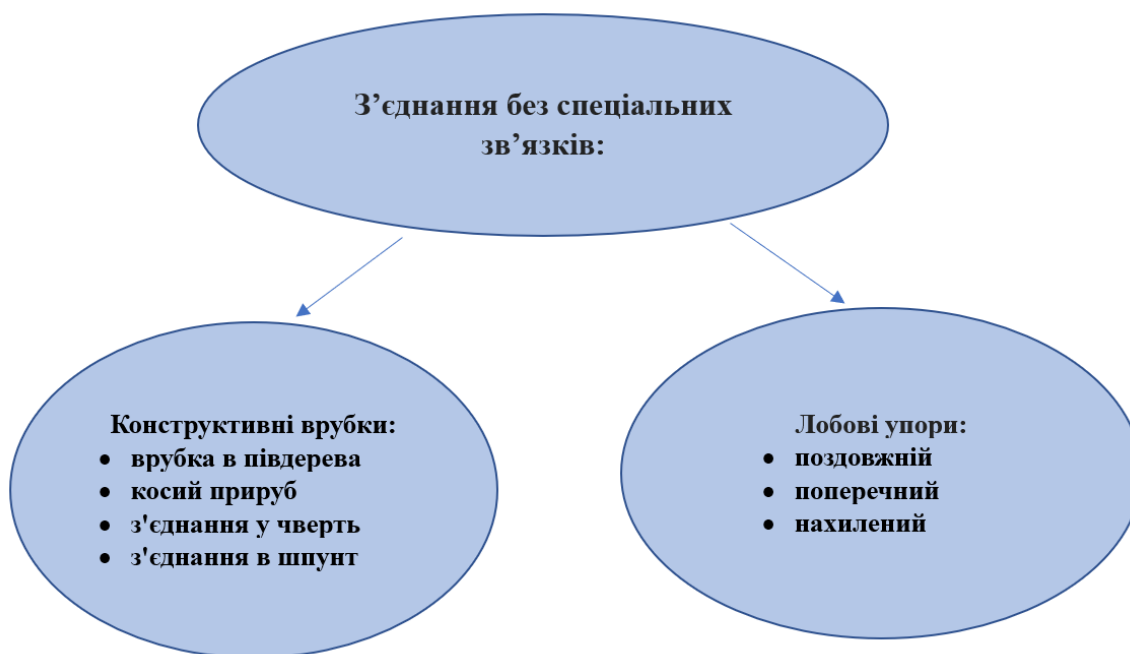 З’єднання без спеціальних
зв’язків:
Конструктивні врубки:
• врубка в півдерева
• косий прируб
• з'єднання у чверть
• з'єднання в шпунт
Лобові упори:
• поздовжній
• поперечний
• нахилений